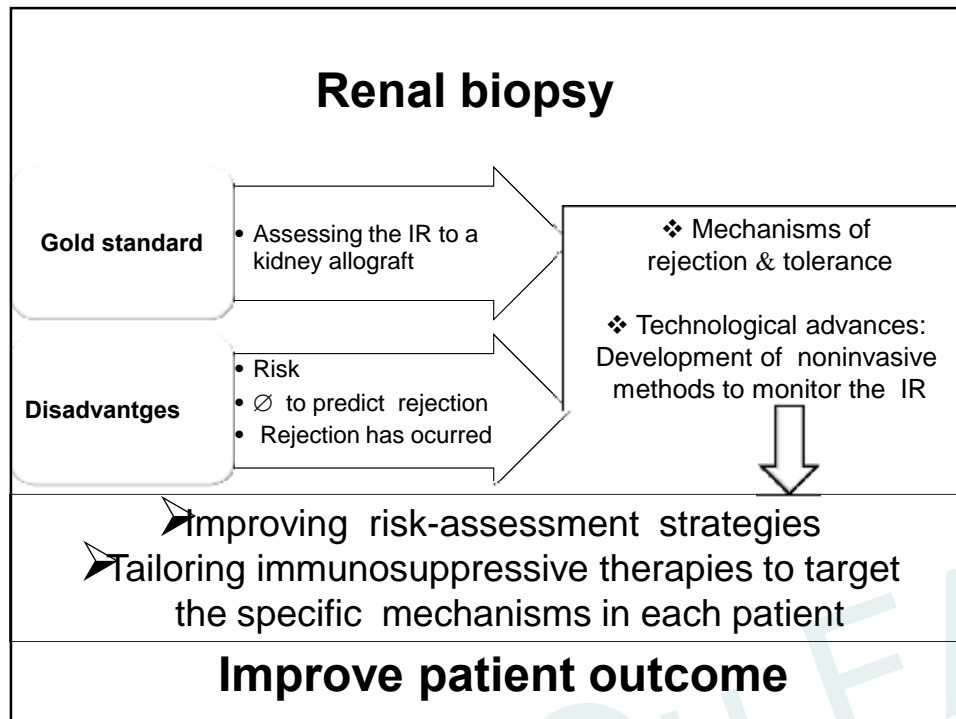 Renal biopsy
Gold standard
• Assessing the IR to a
kidney allograft
Disadvantges
• Risk
• ∅ to predict rejection
• Rejection has ocurred
❖ Mechanisms of
rejection & tolerance
❖ Technological advances:
Development of noninvasive
methods to monitor the IR
➢Improving risk-assessment strategies
➢Tailoring immunosuppressive therapies to target
the specific mechanisms in each patient
Improve patient outcome